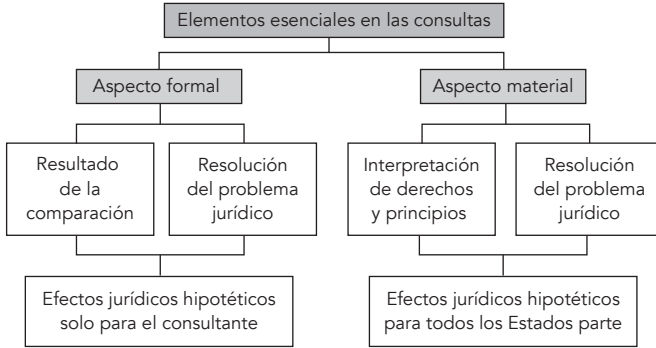 Elementos esenciales en las consultas
Aspecto formal
Aspecto material
Resultado
de la
comparación
Resolución
del problema
jurídico
Interpretación
de derechos
y principios
Resolución
del problema
jurídico
Efectos jurídicos hipotéticos
solo para el consultante
Efectos jurídicos hipotéticos
para todos los Estados parte